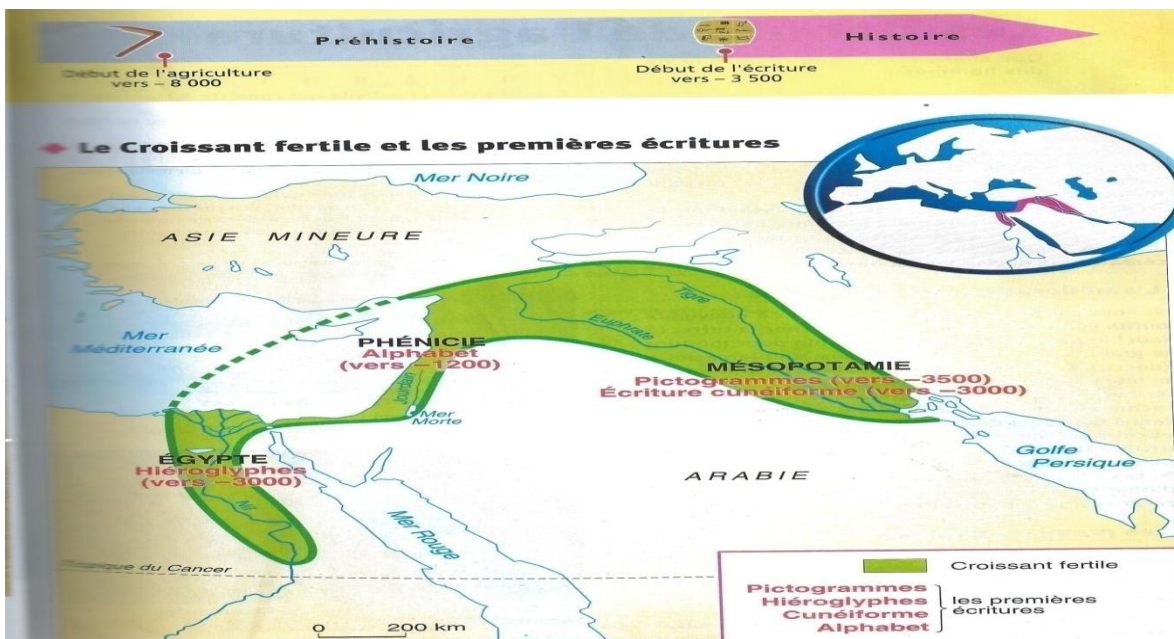 Préhistoire
Histoire
Début de l'agriculture
vers – 8 000
Début de l'écriture
vers – 3 500
Le Croissant fertile et les premières écritures
Mer Noire
ASIE MINEURE
Tigre
Euphrate
Mer
Méditerranée
PHÉNICIE
Alphabet
(vers –1200)
MÉSOPOTAMIE
Pictogrammes (vers –3500)
Écriture cunéiforme (vers –3000)
Jourdain
Mer
Morte
ÉGYPTE
Hiéroglyphes
(vers –3000)
Nil
ARABIE
Golfe
Persique
Mer Rouge
Tropique du Cancer
Croissant fertile
Pictogrammes
Hiéroglyphes
Cunéiforme
Alphabet
les premières
écritures
0 200 km